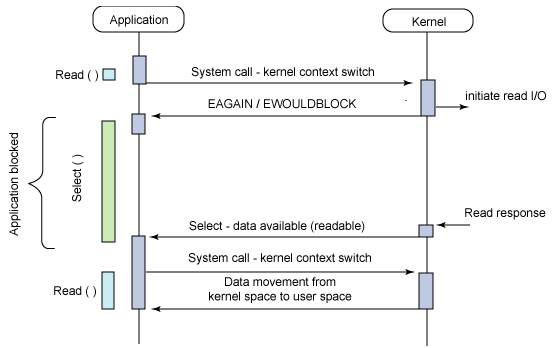 Application
Kernel
Read ( )
System call - kernel context switch
initiate read I/O
EAGAIN / EWOULDBLOCK
Application blocked
Select ( )
Read response
Select - data available (readable)
System call - kernel context switch
Read ( )
Data movement from
kernel space to user space